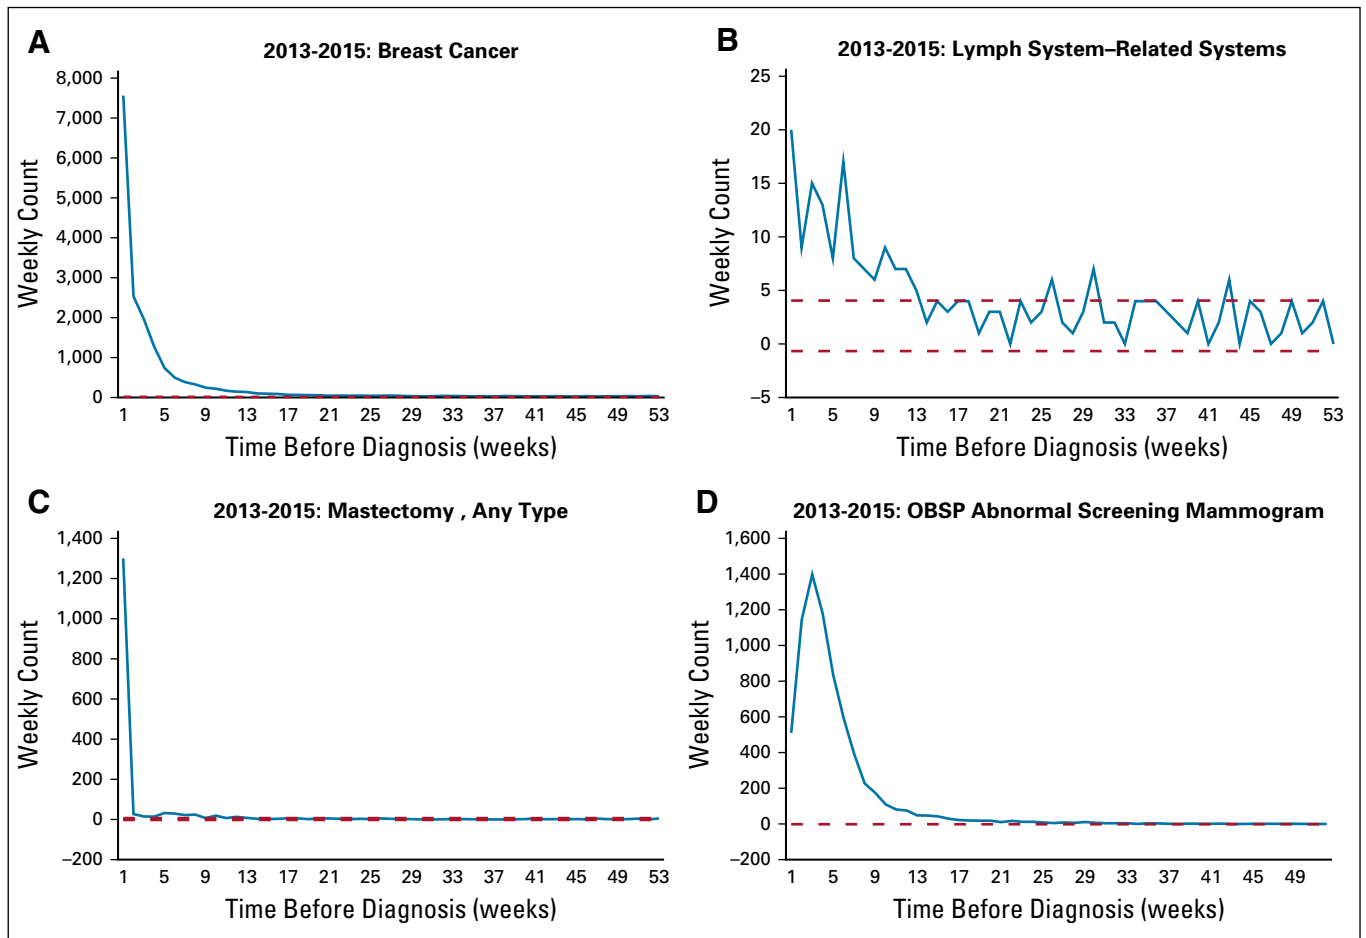 A
2013-2015: Breast Cancer
8,000
7,000
6,000
5,000
4,000
3,000
2,000
1,000
0
Weekly Count
1 5 9 13 17 21 25 29 33 37 41 45 49 53
Time Before Diagnosis (weeks)
B
2013-2015: Lymph System–Related Systems
25
20
15
10
5
0
–5
Weekly Count
1 5 9 13 17 21 25 29 33 37 41 45 49 53
Time Before Diagnosis (weeks)
C
2013-2015: Mastectomy , Any Type
1,400
1,200
1,000
800
600
400
200
0
–200
Weekly Count
1 5 9 13 17 21 25 29 33 37 41 45 49 53
Time Before Diagnosis (weeks)
D
2013-2015: OBSP Abnormal Screening Mammogram
1,600
1,400
1,200
1,000
800
600
400
200
0
–200
Weekly Count
1 5 9 13 17 21 25 29 33 37 41 45 49
Time Before Diagnosis (weeks)